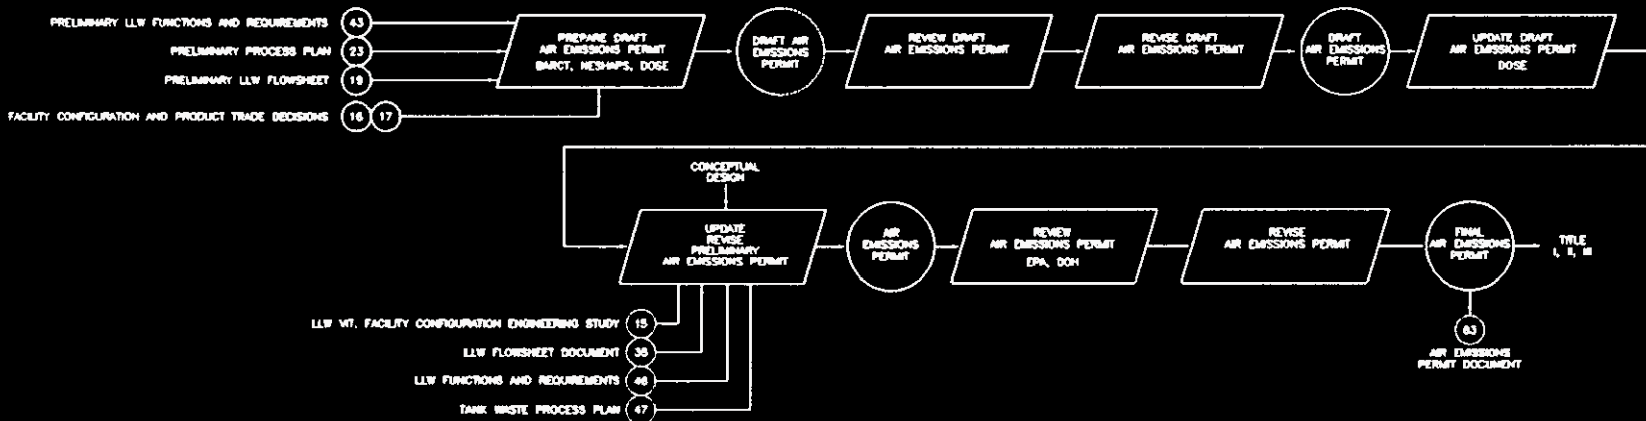 PRELIMINARY LLW FUNCTIONS AND REQUIREMENTS 43
PRELIMINARY PROCESS PLAN 23
PRELIMINARY LLW FLOWSHEET 19
FACILITY CONFIGURATION AND PRODUCT TRADE DECISIONS 16 17
PREPARE DRAFT
AIR EMISSIONS PERMIT
BARCT, NESHAPS, DOSE
DRAFT AIR
EMISSIONS
PERMIT
REVIEW DRAFT
AIR EMISSIONS PERMIT
REVISE DRAFT
AIR EMISSIONS PERMIT
DRAFT
AIR EMISSIONS
PERMIT
UPDATE DRAFT
AIR EMISSIONS PERMIT
DOSE
CONCEPTUAL
DESIGN
UPDATE
REVISE
PRELIMINARY
AIR EMISSIONS PERMIT
AIR
EMISSIONS
PERMIT
REVIEW
AIR EMISSIONS PERMIT
EPA, DOH
REVISE
AIR EMISSIONS PERMIT
FINAL
AIR EMISSIONS
PERMIT
TITLE
I, II, III
LLW VIT. FACILITY CONFIGURATION ENGINEERING STUDY 15
LLW FLOWSHEET DOCUMENT
LLW FUNCTIONS AND REQUIREMENTS 46
TANK WASTE PROCESS PLAN 47
AIR EMISSIONS
PERMIT DOCUMENT